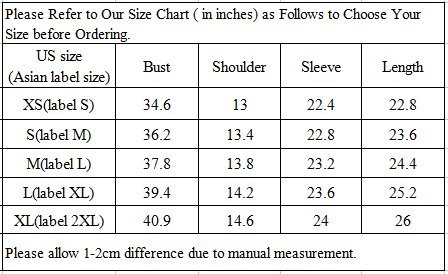 Please Refer to Our Size Chart ( in inches) as Follows to Choose Your
Size before Ordering.
US size
(Asian label size) Bust Shoulder Sleeve Length
XS(label S) 34.6 13 22.4 22.8
S(label M) 36.2 13.4 22.8 23.6
M(label L) 37.8 13.8 23.2 24.4
L(label XL) 39.4 14.2 23.6 25.2
XL(label 2XL) 40.9 14.6 24 26
Please allow 1-2cm difference due to manual measurement.